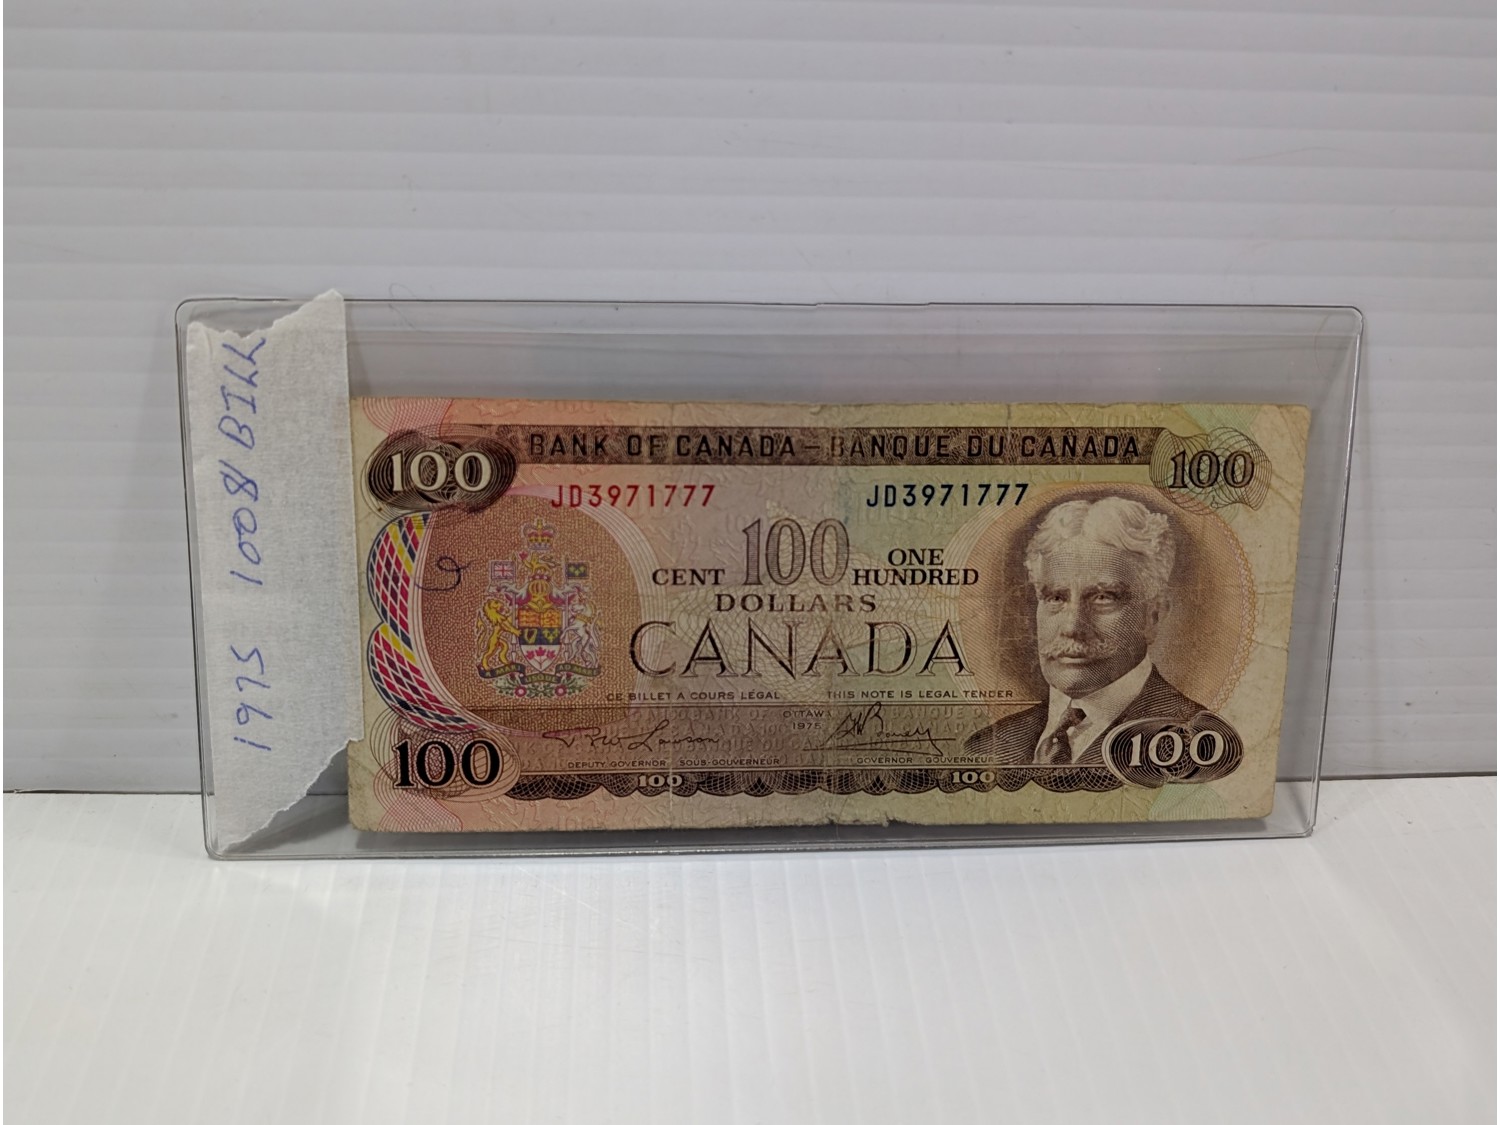 1975 100$ BILL
100 BANK OF CANADA – BANQUE DU CANADA 100
JD3971777 JD3971777
CENT 100 ONE HUNDRED
DOLLARS
CANADA
CE BILLET A COURS LEGAL THIS NOTE IS LEGAL TENDER
OTTAWA
1975
DEPUTY GOVERNOR SOUS-GOUVERNEUR GOVERNOR GOUVERNEUR
100 100 100 100